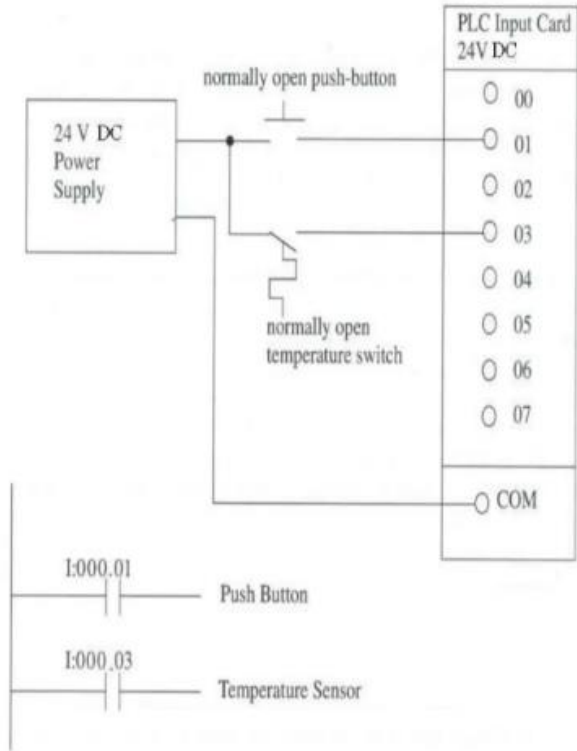 PLC Input Card
24V DC
normally open push-button
00
24 V DC
Power
Supply
01
02
03
04
normally open
temperature switch
05
06
07
COM
I:000.01
Push Button
I:000.03
Temperature Sensor